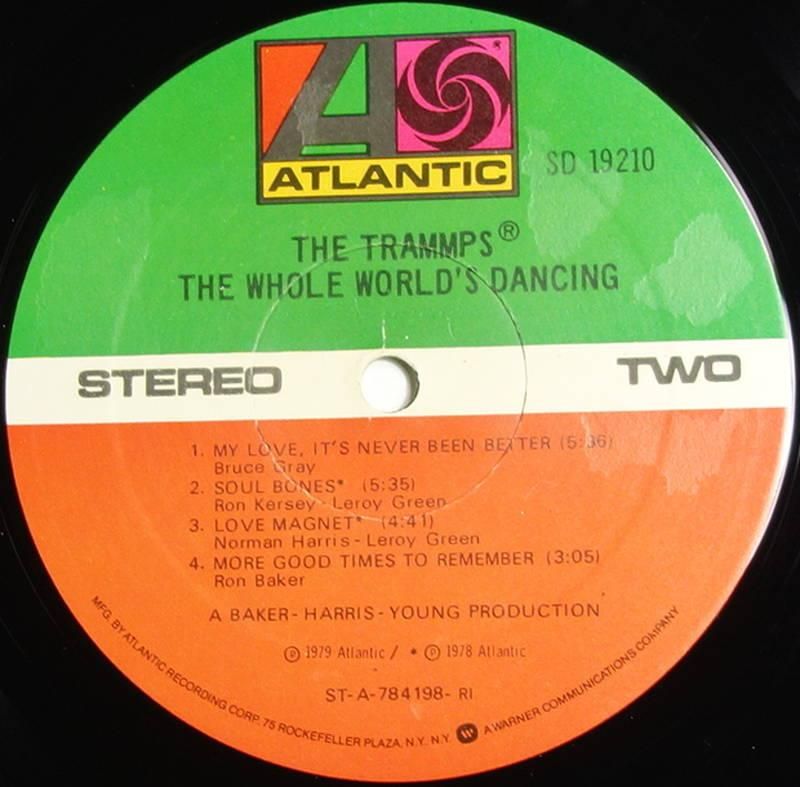 ATLANTIC
SD 19210
THE TRAMMPS®
THE WHOLE WORLD'S DANCING
STEREO
TWO
1. MY LOVE, IT'S NEVER BEEN BETTER (5:36)
Bruce Gray
2. SOUL BONES* (5:35)
Ron Kersey - Leroy Green
3. LOVE MAGNET* (4:41)
Norman Harris - Leroy Green
4. MORE GOOD TIMES TO REMEMBER (3:05)
Ron Baker
A BAKER - HARRIS - YOUNG PRODUCTION
℗ 1979 Atlantic / * ℗ 1978 Atlantic
ST-A-784198- RI
MFG. BY ATLANTIC RECORDING CORP. 75 ROCKEFELLER PLAZA, N.Y. N.Y. A WARNER COMMUNICATIONS COMPANY